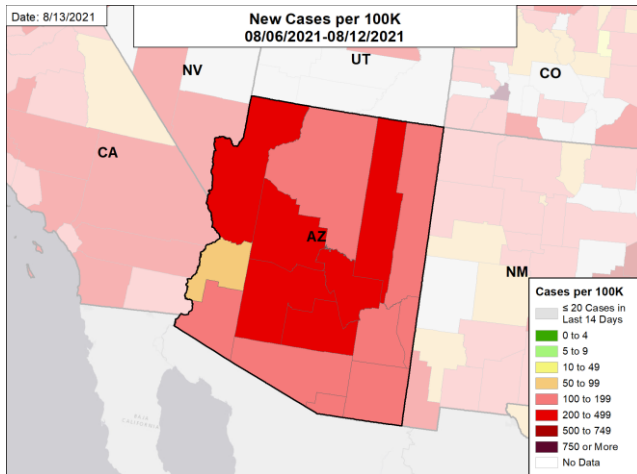 Date: 8/13/2021
New Cases per 100K
08/06/2021-08/12/2021
NV
UT
CO
CA
AZ
NM
BAJA
CALIFORNIA
Cases per 100K
≤ 20 Cases in
Last 14 Days
0 to 4
5 to 9
10 to 49
50 to 99
100 to 199
200 to 499
500 to 749
750 or More
No Data